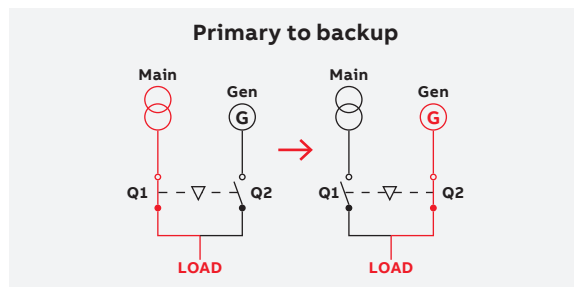 Primary to backup
Main
Gen
G
Q1
Q2
LOAD
Main
Gen
G
Q1
Q2
LOAD